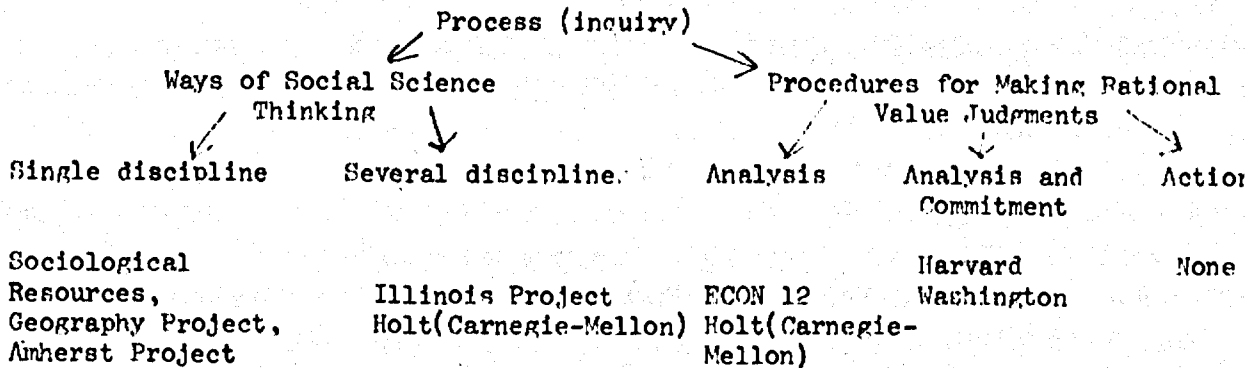 Process (inquiry)
Ways of Social Science Procedures for Making Rational
Thinking Value Judgments
Single discipline Several discipline. Analysis Analysis and Action
Commitment
Sociological Harvard None
Resources, Illinois Project ECON 12 Washington
Geography Project, Holt(Carnegie-Mellon) Holt(Carnegie-
Amherst Project Mellon)